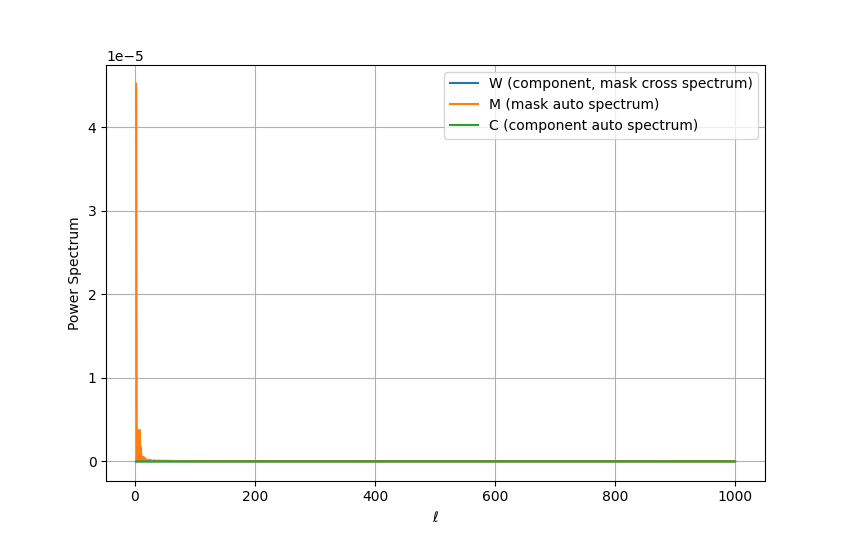 1e−5
W (component, mask cross spectrum)
M (mask auto spectrum)
C (component auto spectrum)
4
3
2
1
0
Power Spectrum
0 200 400 600 800 1000
ℓ